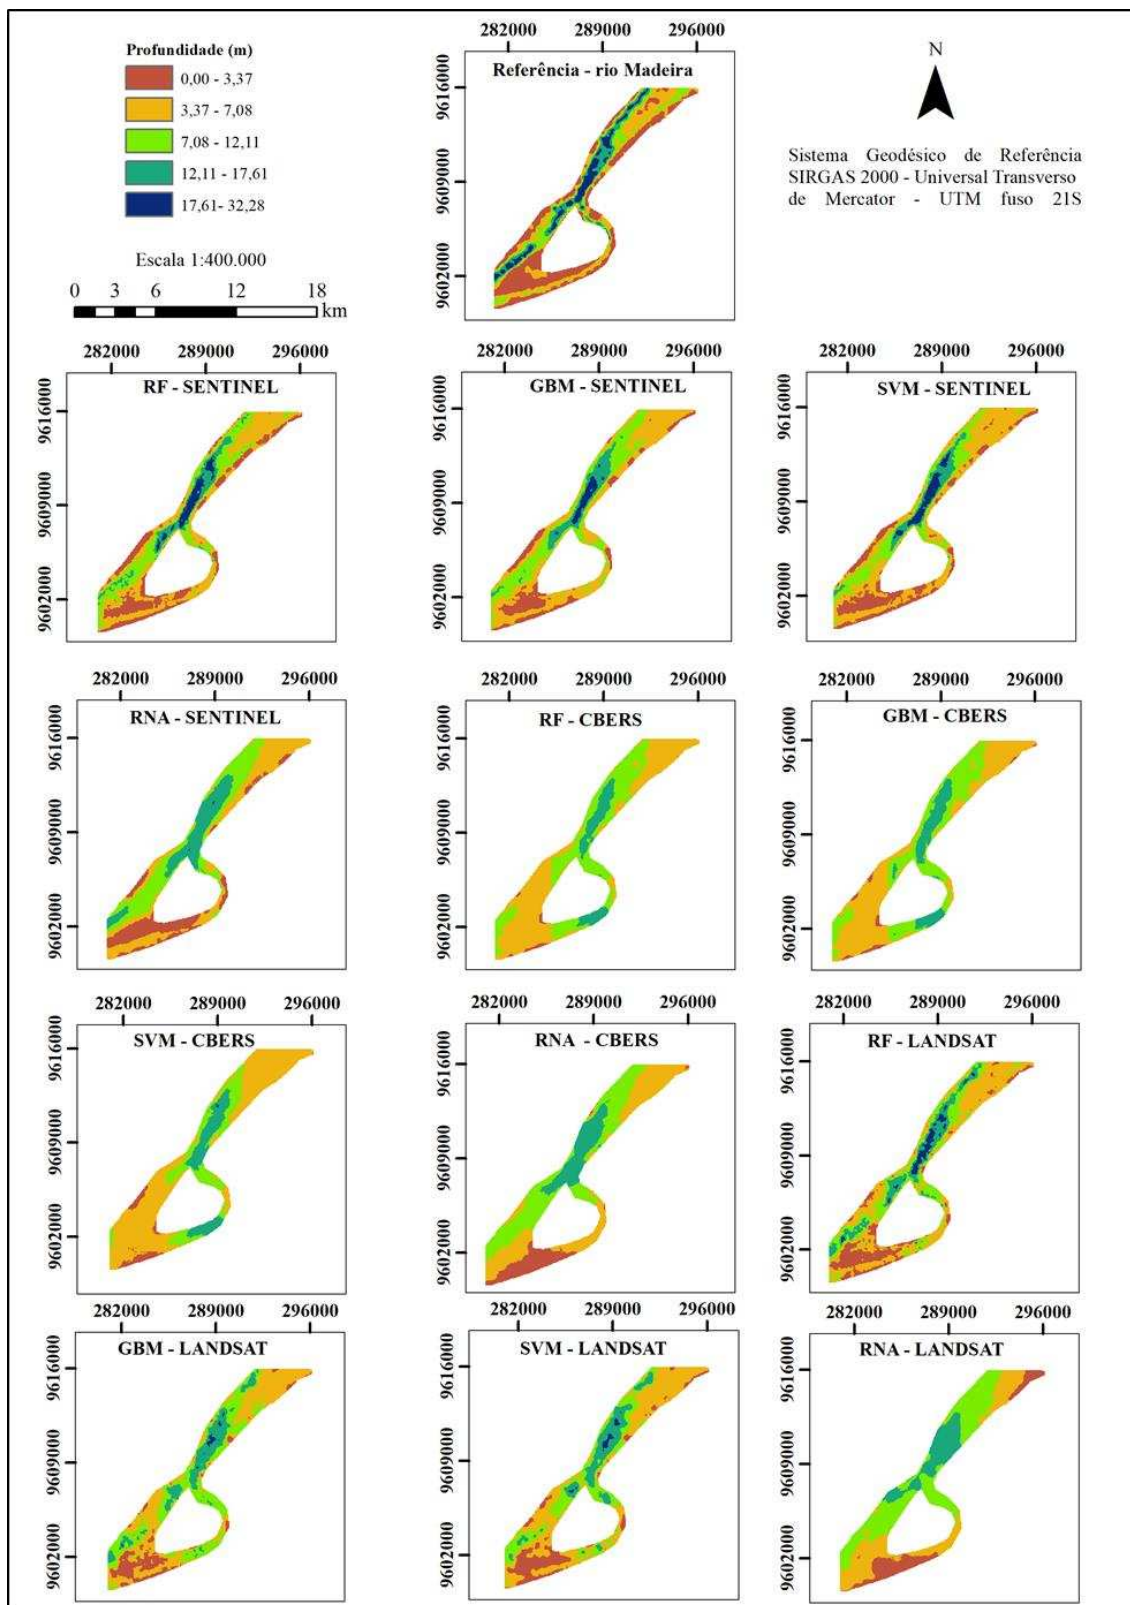 Profundidade (m)
0,00 - 3,37
3,37 - 7,08
7,08 - 12,11
12,11 - 17,61
17,61- 32,28
Escala 1:400.000
0 3 6 12 18
km
282000 289000 296000
Referência - rio Madeira
9616000
9609000
9602000
N
Sistema Geodésico de Referência
SIRGAS 2000 - Universal Transverso
de Mercator - UTM fuso 21S
282000 289000 296000
RF - SENTINEL
9616000
9609000
9602000
282000 289000 296000
GBM - SENTINEL
9616000
9609000
9602000
282000 289000 296000
SVM - SENTINEL
9616000
9609000
9602000
282000 289000 296000
RNA - SENTINEL
9616000
9609000
9602000
282000 289000 296000
RF - CBERS
9616000
9609000
9602000
282000 289000 296000
GBM - CBERS
9616000
9609000
9602000
282000 289000 296000
SVM - CBERS
9616000
9609000
9602000
282000 289000 296000
RNA - CBERS
9616000
9609000
9602000
282000 289000 296000
RF - LANDSAT
9616000
9609000
9602000
282000 289000 296000
GBM - LANDSAT
9616000
9609000
9602000
282000 289000 296000
SVM - LANDSAT
9616000
9609000
9602000
282000 289000 296000
RNA - LANDSAT
9616000
9609000
9602000